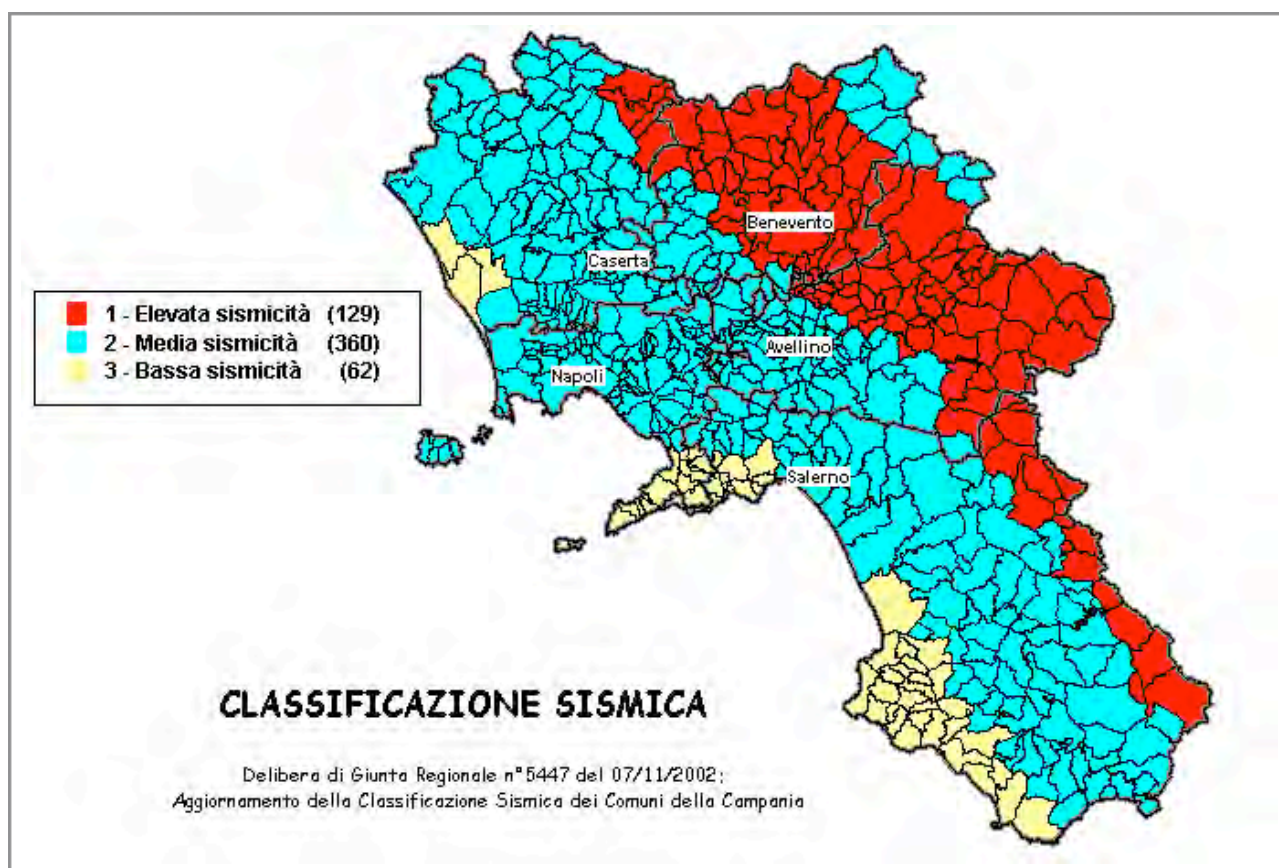 Benevento
Caserta
1 - Elevata sismicità (129)
2 - Media sismicità (360)
3 - Bassa sismicità (62)
Avellino
Napoli
Salerno
CLASSIFICAZIONE SISMICA
Delibera di Giunta Regionale n°5447 del 07/11/2002;
Aggiornamento della Classificazione Sismica dei Comuni della Campania